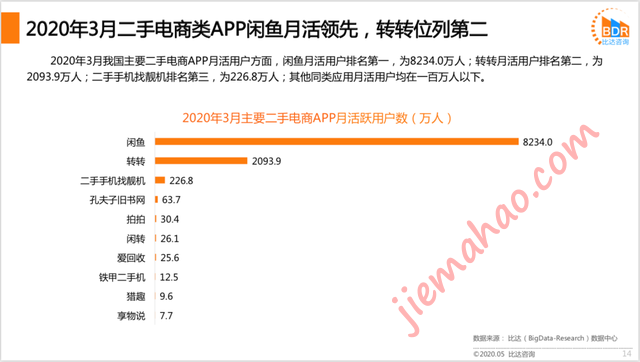 2020年3月二手电商类APP闲鱼月活领先，转转位列第二
BDR
比达咨询
2020年3月我国主要二手电商APP月活用户方面，闲鱼月活用户排名第一，为8234.0万人；转转月活用户排名第二，为
2093.9万人；二手手机找靓机排名第三，为226.8万人；其他同类应用月活用户均在一百万人以下。
2020年3月主要二手电商APP月活跃用户数（万人）
闲鱼 8234.0
转转 2093.9
二手手机找靓机 226.8
孔夫子旧书网 63.7
拍拍 30.4
闲转 26.1
爱回收 25.6
铁甲二手机 12.5
猎趣 9.6
享物说 7.7
jiemahao.com
数据来源： 比达（BigData-Research）数据中心
©2020.05 比达咨询
14